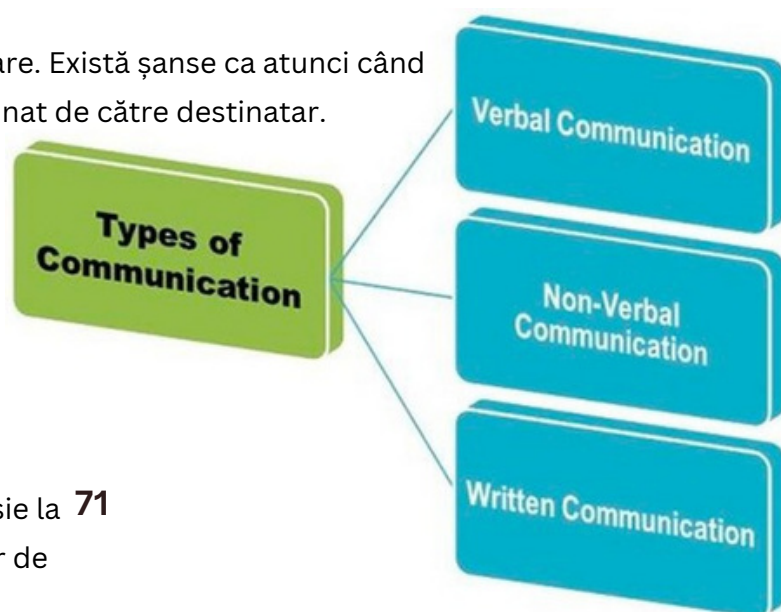 are. Există șanse ca atunci când
nat de către destinatar.
Types of
Communication
Verbal Communication
Non-Verbal
Communication
Written Communication
sie la 71
r de